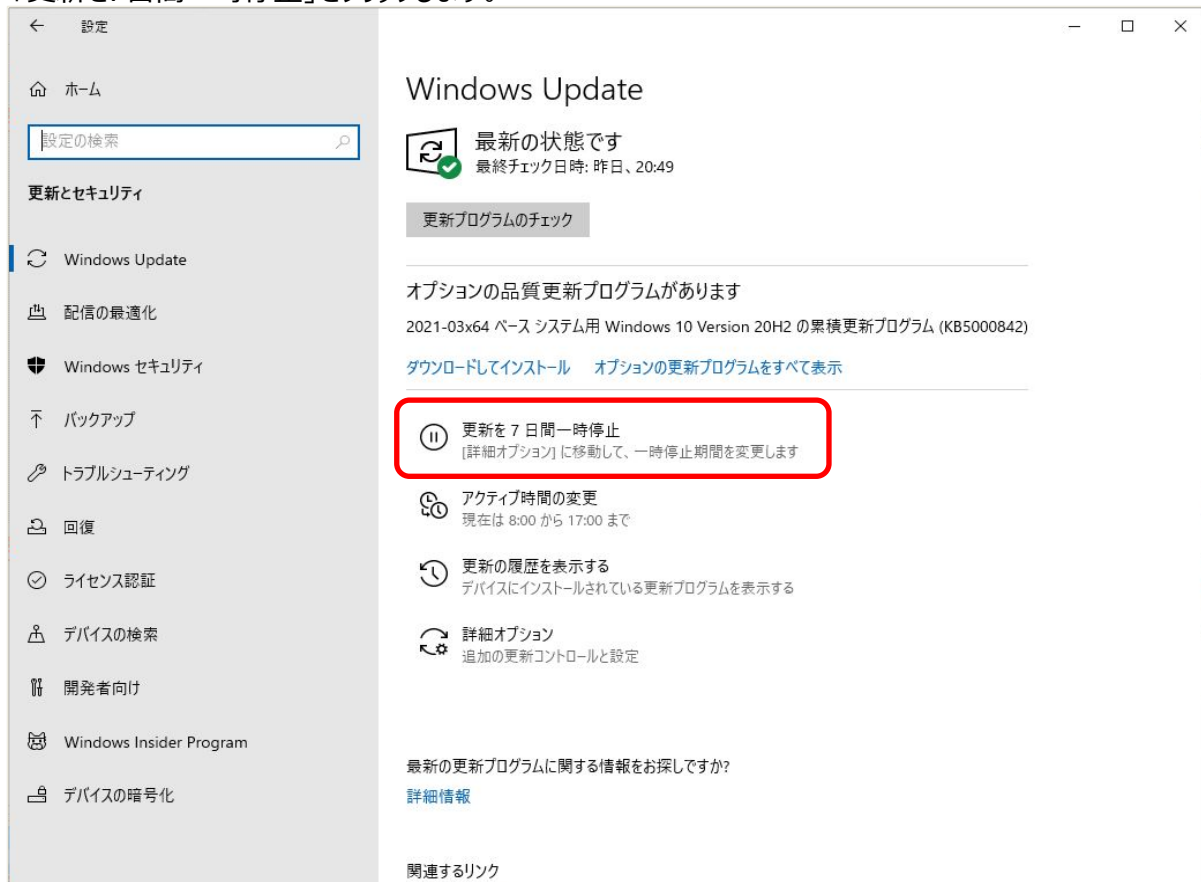 設定
ホーム
設定の検索
更新とセキュリティ
Windows Update
配信の最適化
Windows セキュリティ
バックアップ
トラブルシューティング
回復
ライセンス認証
デバイスの検索
開発者向け
Windows Insider Program
デバイスの暗号化
Windows Update
最新の状態です
最終チェック日時: 昨日、20:49
更新プログラムのチェック
オプションの品質更新プログラムがあります
2021-03x64 ベース システム用 Windows 10 Version 20H2 の累積更新プログラム (KB5000842)
ダウンロードしてインストール オプションの更新プログラムをすべて表示
更新を 7 日間一時停止
[詳細オプション] に移動して、一時停止期間を変更します
アクティブ時間の変更
現在は 8:00 から 17:00 まで
更新の履歴を表示する
デバイスにインストールされている更新プログラムを表示する
詳細オプション
追加の更新コントロールと設定
最新の更新プログラムに関する情報をお探しですか?
詳細情報
関連するリンク